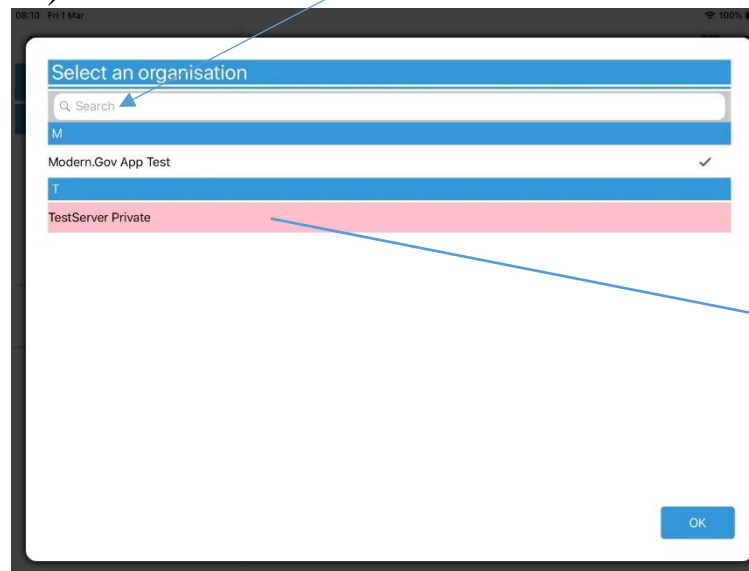 08:10 Fri 1 Mar 100%
Select an organisation
Search
M
Modern.Gov App Test
T
TestServer Private
OK